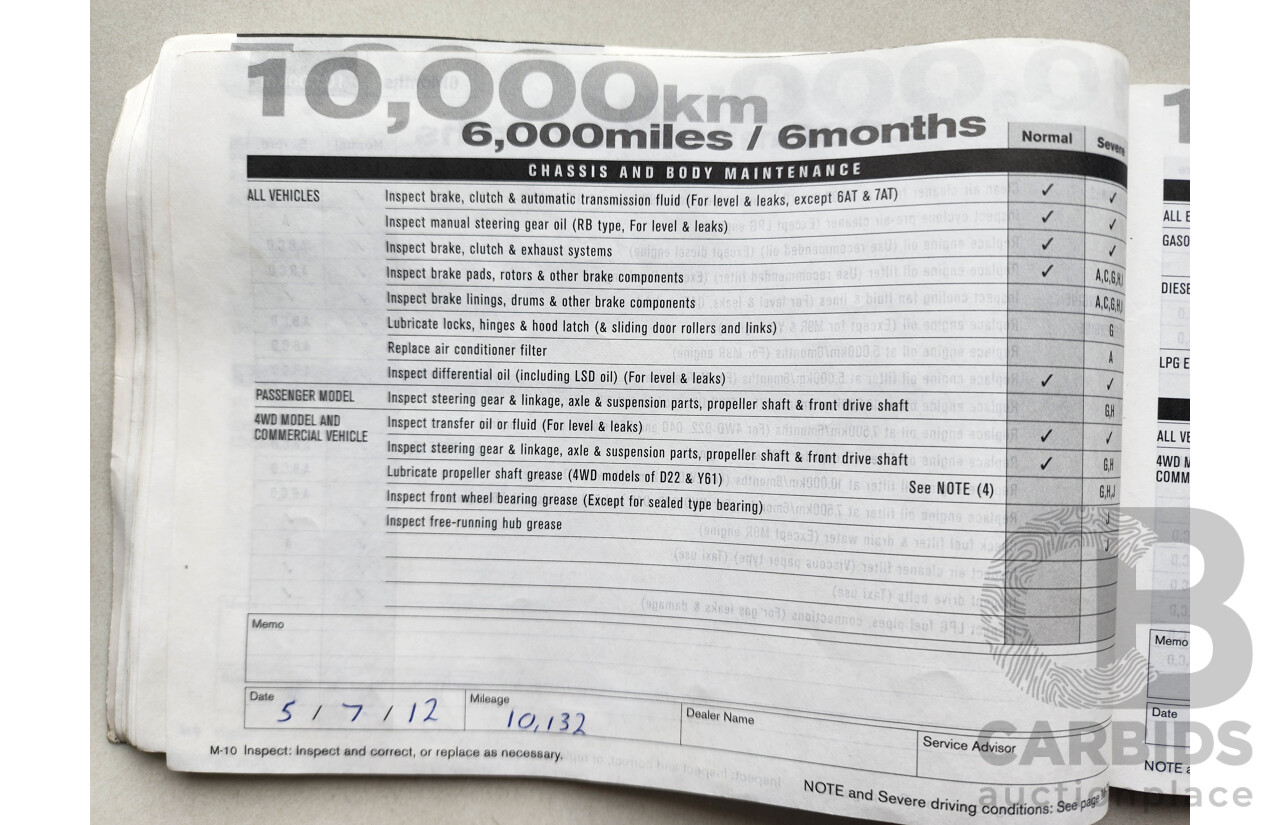 10,000km
6,000miles / 6months
Normal Severe
CHASSIS AND BODY MAINTENANCE
ALL VEHICLES Inspect brake, clutch & automatic transmission fluid (For level & leaks, except 6AT & 7AT) ✓ ✓
Inspect manual steering gear oil (RB type, For level & leaks) ✓ ✓
Inspect brake, clutch & exhaust systems ✓ ✓
Inspect brake pads, rotors & other brake components ✓ A,C,G,H,I
Inspect brake linings, drums & other brake components A,C,G,H,I
Lubricate locks, hinges & hood latch (& sliding door rollers and links) G
Replace air conditioner filter A
Inspect differential oil (including LSD oil) (For level & leaks) ✓ ✓
PASSENGER MODEL Inspect steering gear & linkage, axle & suspension parts, propeller shaft & front drive shaft G,H
4WD MODEL AND
COMMERCIAL VEHICLE
Inspect transfer oil or fluid (For level & leaks) ✓ ✓
Inspect steering gear & linkage, axle & suspension parts, propeller shaft & front drive shaft ✓ G,H
Lubricate propeller shaft grease (4WD models of D22 & Y61) See NOTE (4) G,H,J
Inspect front wheel bearing grease (Except for sealed type bearing) J
Inspect free-running hub grease J
Memo
Date 5 / 7 / 12 Mileage 10,132 Dealer Name Service Advisor
M-10 Inspect: Inspect and correct, or replace as necessary.
NOTE and Severe driving conditions: See page
1
ALL E
GASO
DIESE
LPG E
ALL VE
4WD M
COMM
Memo
Date
NOTE a
CARBIDS
auctionplace